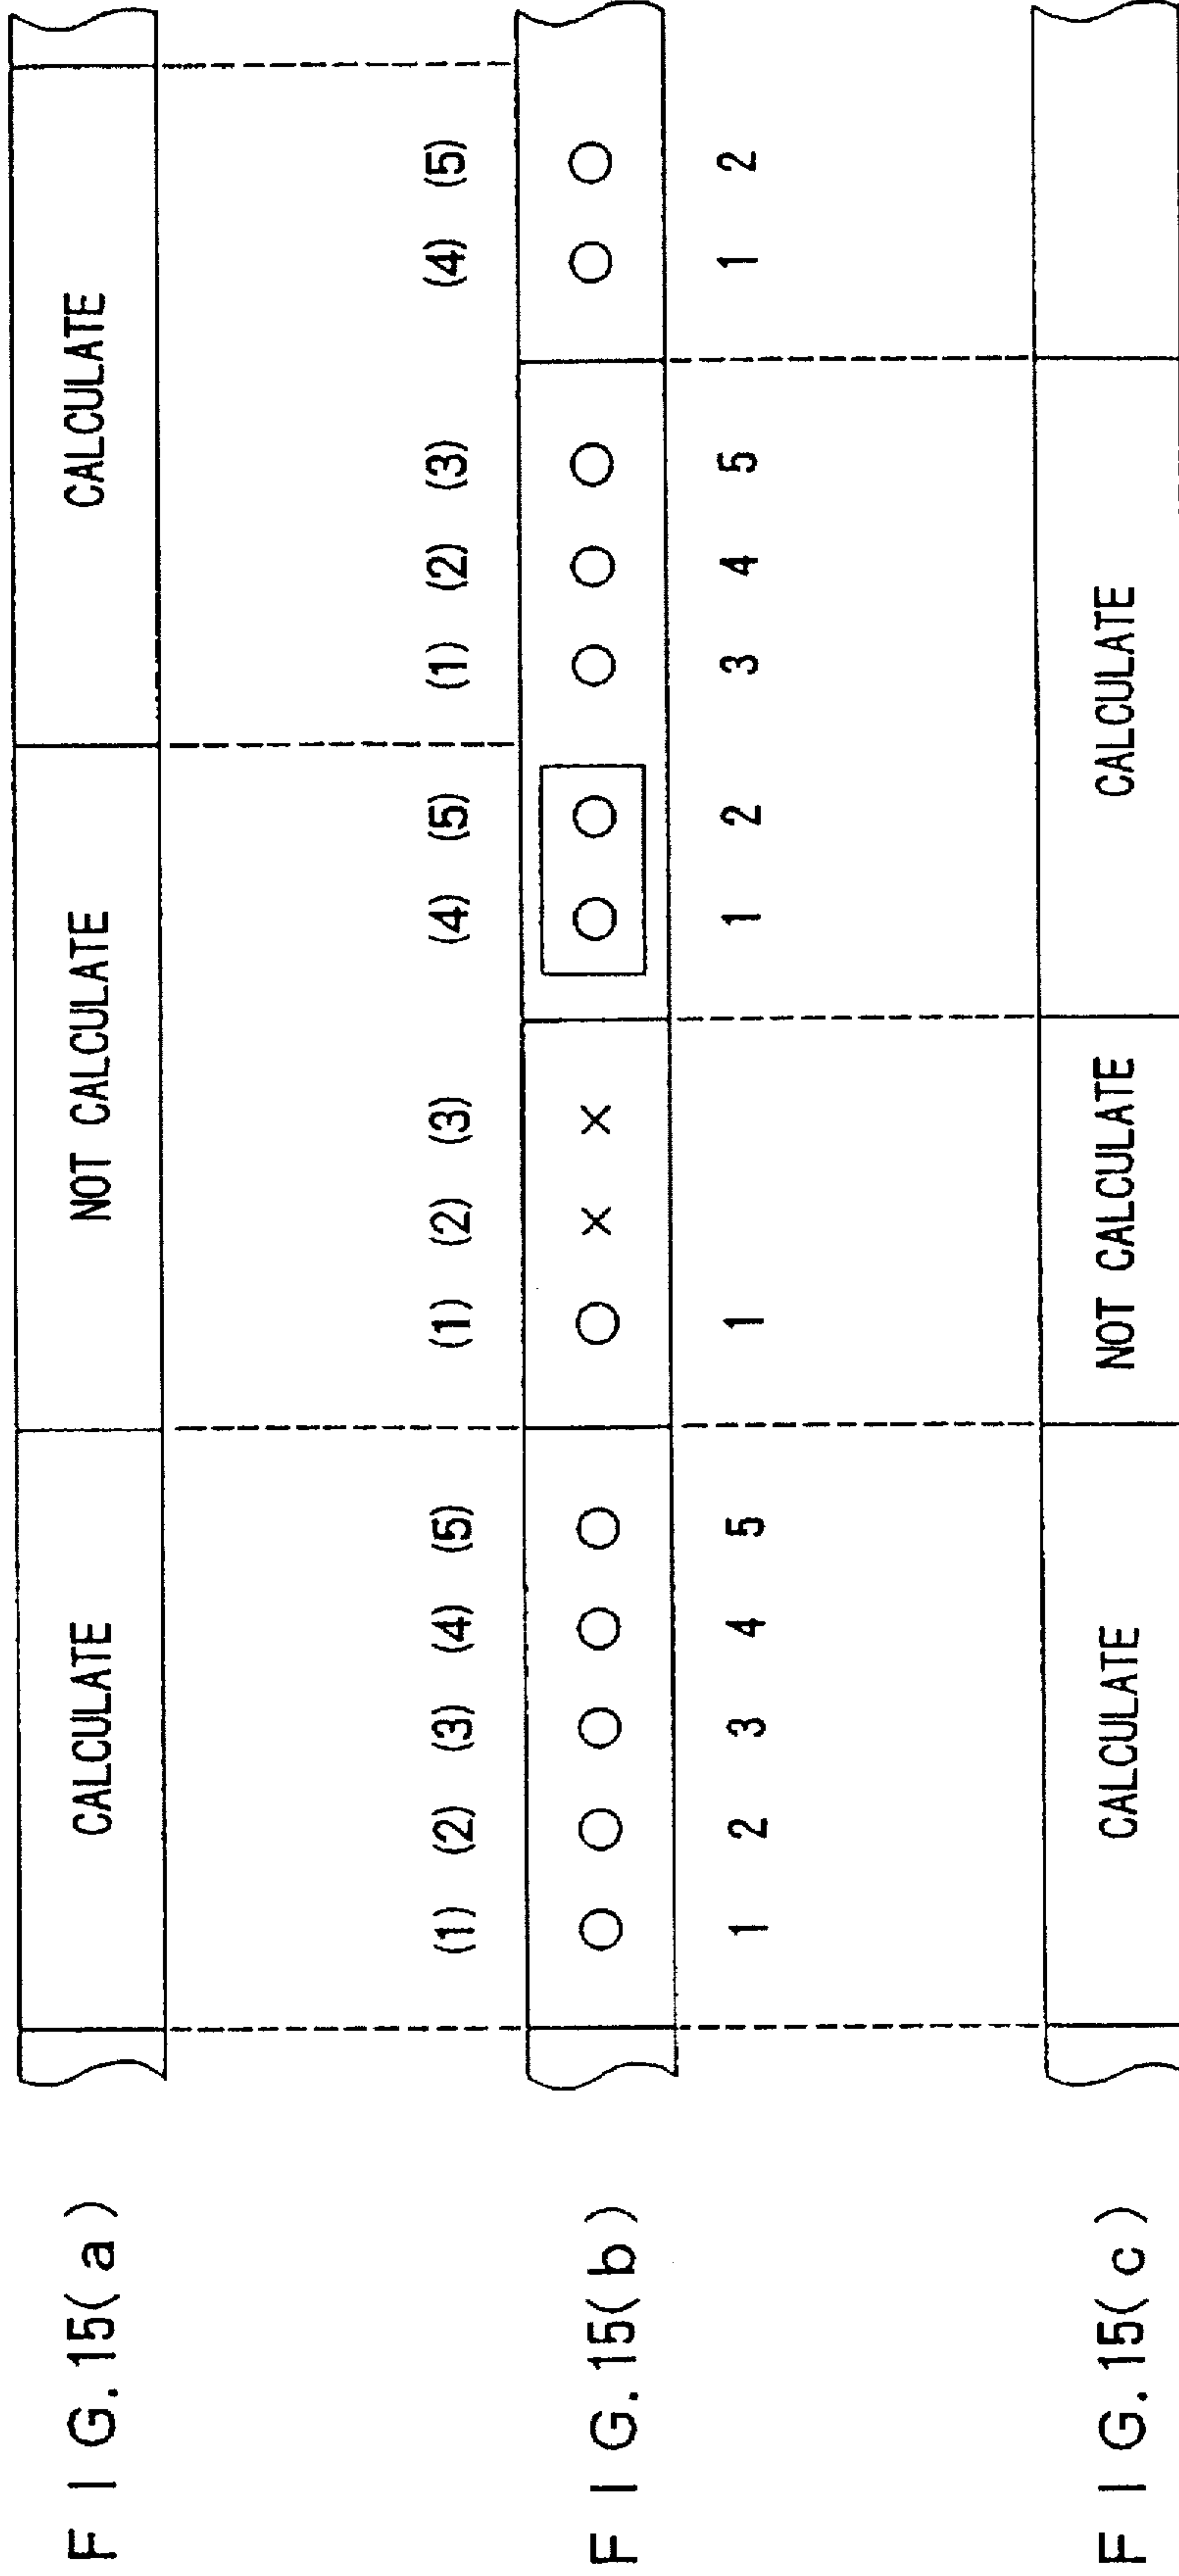 FIG.15(a)
CALCULATE NOT CALCULATE CALCULATE
(1) (2) (3) (4) (5) (1) (2) (3) (4) (5) (1) (2) (3) (4) (5)
FIG.15(b)
1 2 3 4 5 1 1 2 3 4 5 1 2
FIG.15(c)
CALCULATE NOT CALCULATE CALCULATE